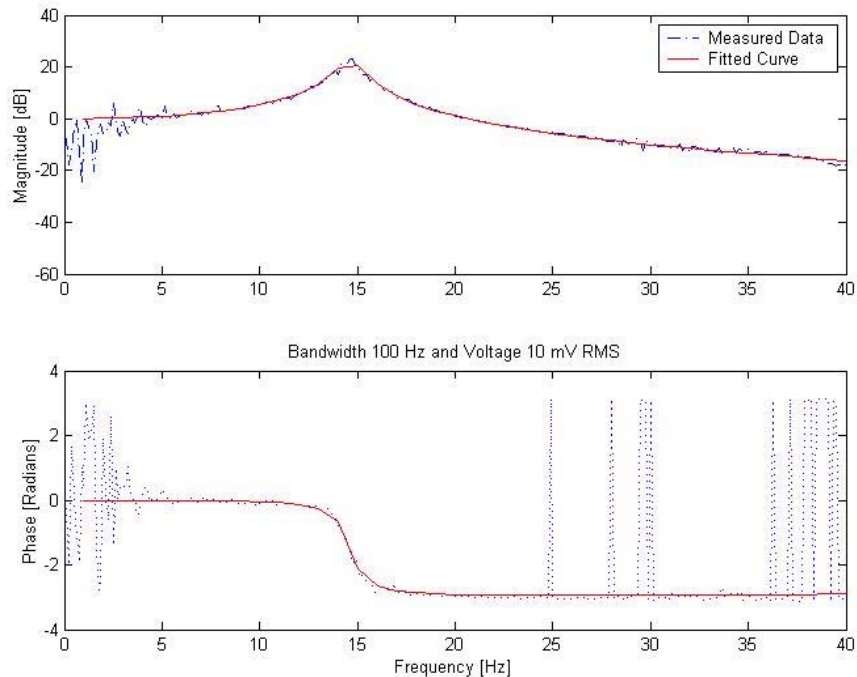 40
20
0
-20
-40
-60
Magnitude [dB]
Measured Data
Fitted Curve
0 5 10 15 20 25 30 35 40
Bandwidth 100 Hz and Voltage 10 mV RMS
4
2
0
-2
-4
Phase [Radians]
0 5 10 15 20 25 30 35 40
Frequency [Hz]